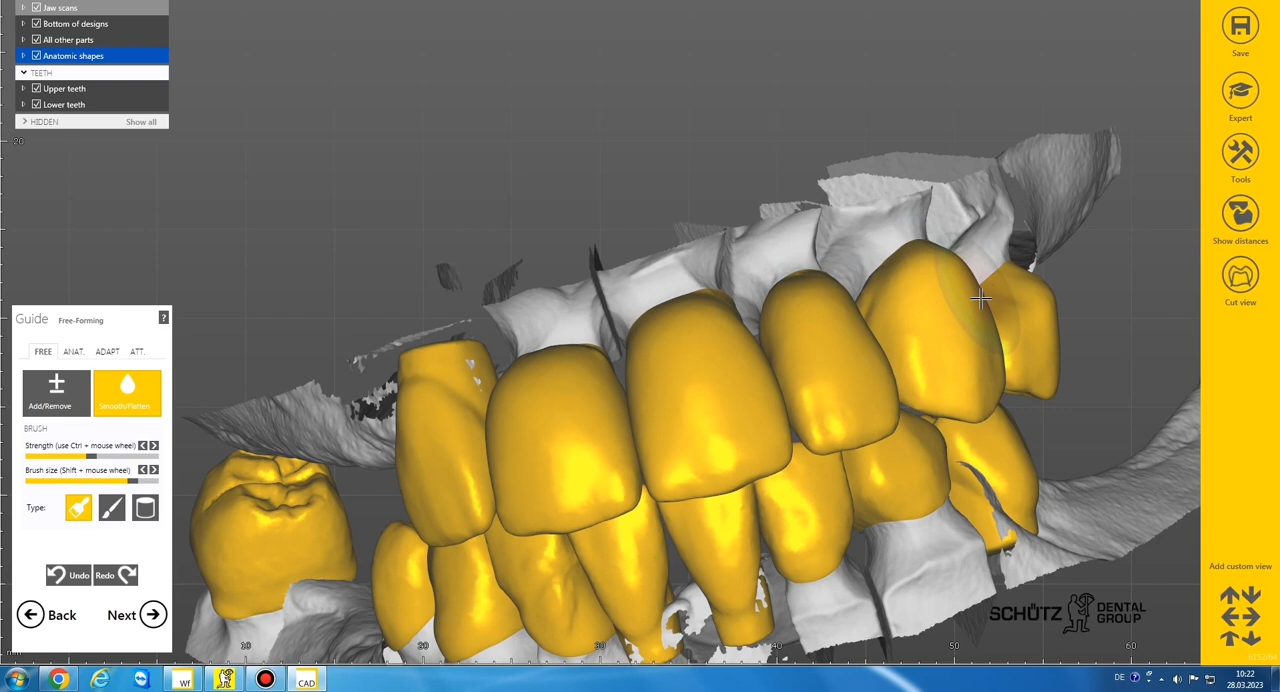 Jaw scans
Bottom of designs
All other parts
Anatomic shapes
TEETH
Upper teeth
Lower teeth
HIDDEN Show all
20
Guide Free-Forming ?
FREE ANAT. ADAPT ATT.
Add/Remove Smooth/Flatten
BRUSH
Strength (use Ctrl + mouse wheel)
Brush size (Shift + mouse wheel)
Type:
Undo Redo
Back Next
mm
10 20 30 40 50 60
SCHÜTZ DENTAL
GROUP
Save
Expert
Tools
Show distances
Cut view
Add custom view
Wf CAD
DE
10:22
28.03.2023